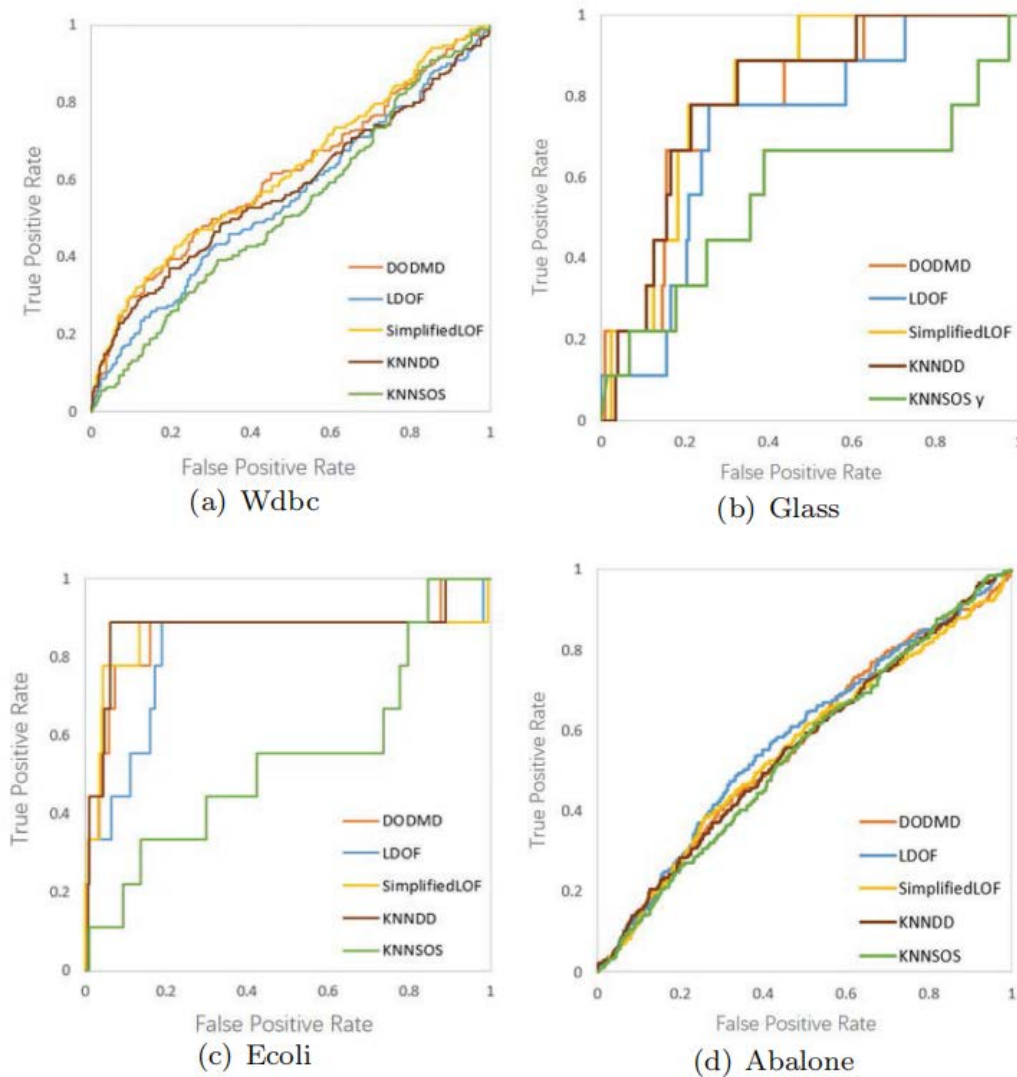 1
0.8
0.6
0.4
0.2
0
True Positive Rate
DODMD
LDOF
SimplifiedLOF
KNNDD
KNNSOS
0 0.2 0.4 0.6 0.8 1
False Positive Rate
(a) Wdbc
1
0.8
0.6
0.4
0.2
0
True Positive Rate
DODMD
LDOF
SimplifiedLOF
KNNDD
KNNSOS y
0 0.2 0.4 0.6 0.8 1
False Positive Rate
(b) Glass
1
0.8
0.6
0.4
0.2
0
True Positive Rate
DODMD
LDOF
SimplifiedLOF
KNNDD
KNNSOS
0 0.2 0.4 0.6 0.8 1
False Positive Rate
(c) Ecoli
1
0.8
0.6
0.4
0.2
0
True Positive Rate
DODMD
LDOF
SimplifiedLOF
KNNDD
KNNSOS
0 0.2 0.4 0.6 0.8 1
False Positive Rate
(d) Abalone